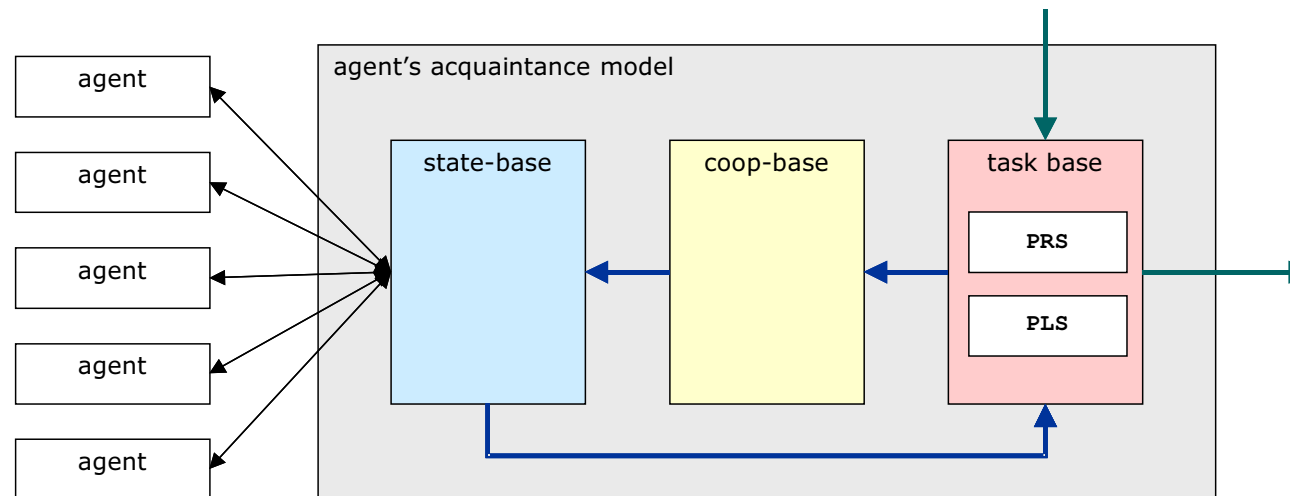 agent's acquaintance model
agent
agent
agent
agent
agent
state-base
coop-base
task base
PRS
PLS